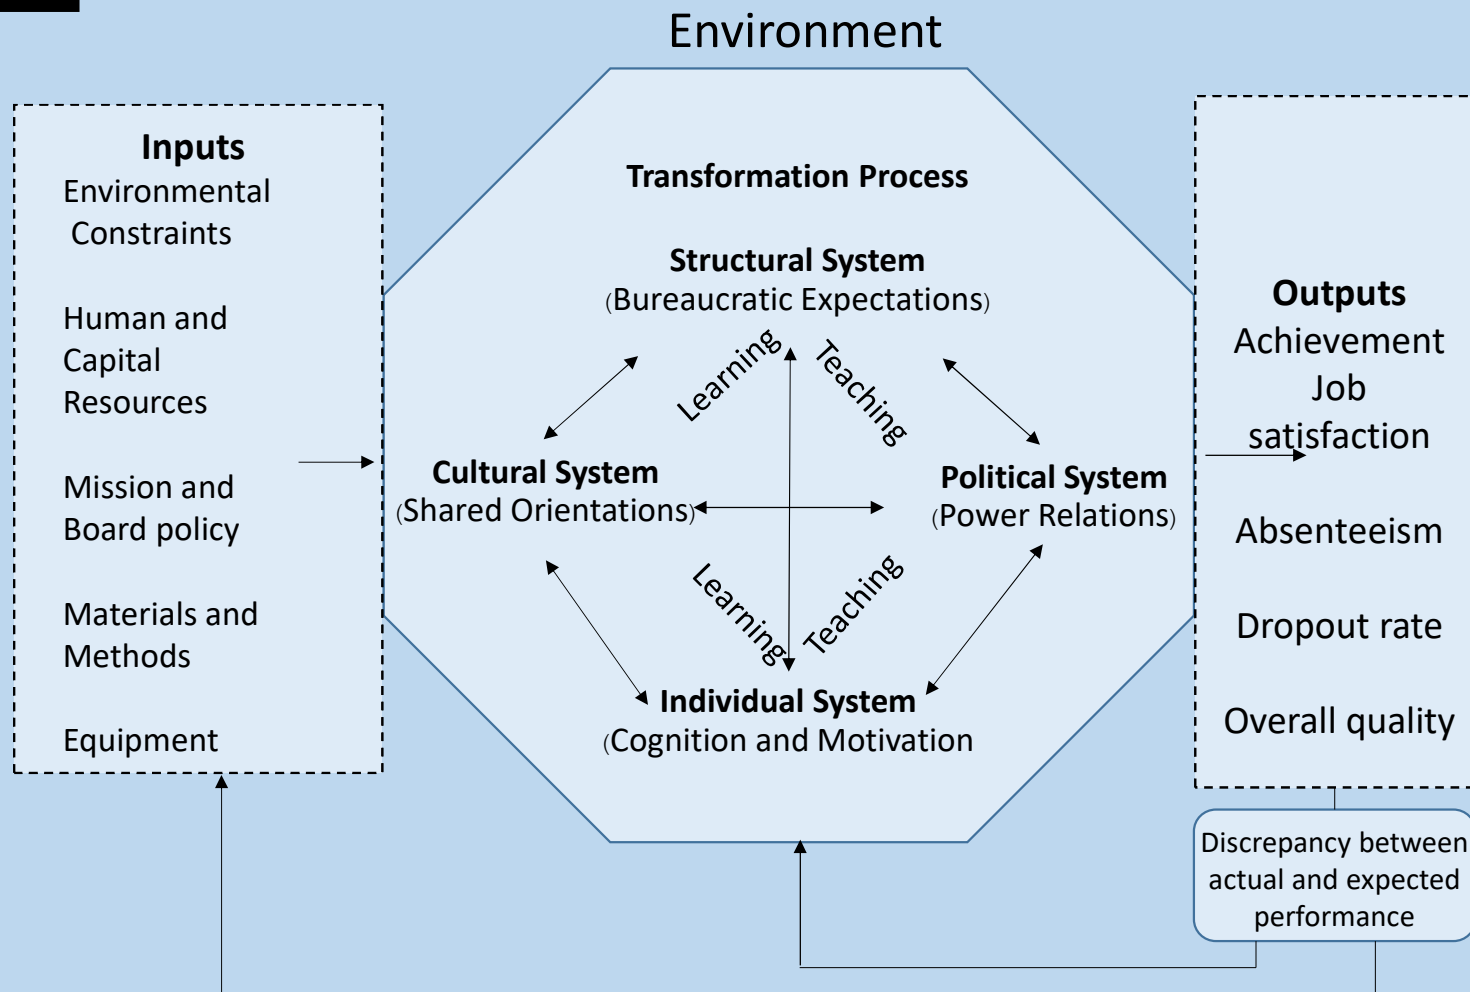 Environment
Inputs
Environmental
Constraints
Human and
Capital
Resources
Mission and
Board policy
Materials and
Methods
Equipment
Transformation Process
Structural System
(Bureaucratic Expectations)
Learning
Teaching
Cultural System
(Shared Orientations)
Political System
(Power Relations)
Learning
Teaching
Individual System
(Cognition and Motivation
Outputs
Achievement
Job
satisfaction
Absenteeism
Dropout rate
Overall quality
Discrepancy between
actual and expected
performance